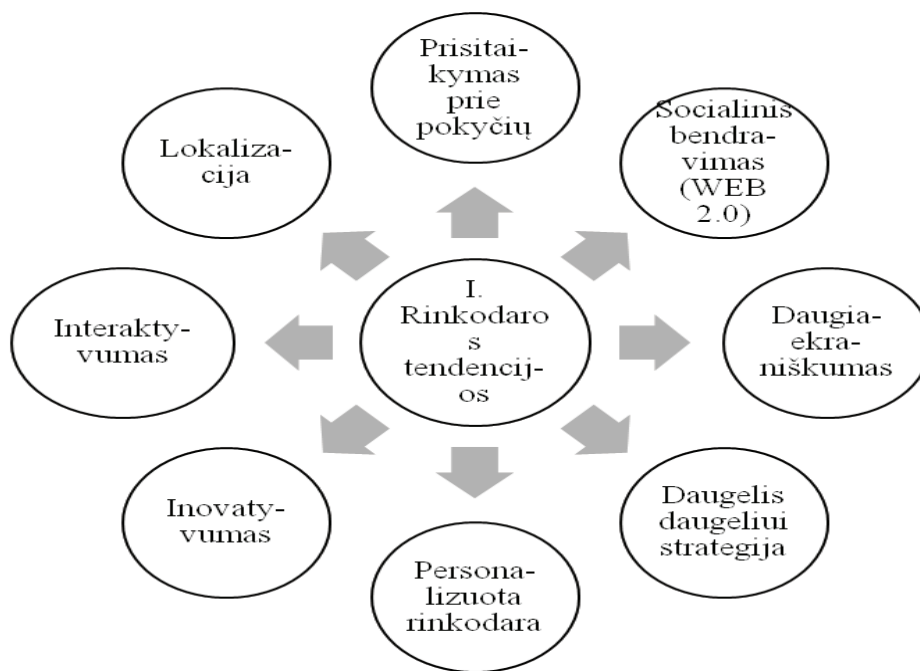 Prisitai-
kymas
prie
pokyčių
Socialinis
bendra-
vimas
(WEB
2.0)
Daugia-
ekra-
niškumas
Daugelis
daugeliui
strategija
Persona-
lizuota
rinkodara
Inovaty-
vumas
Interakty-
vumas
Lokaliza-
cija
I.
Rinkodaro
s
tendencij-
os